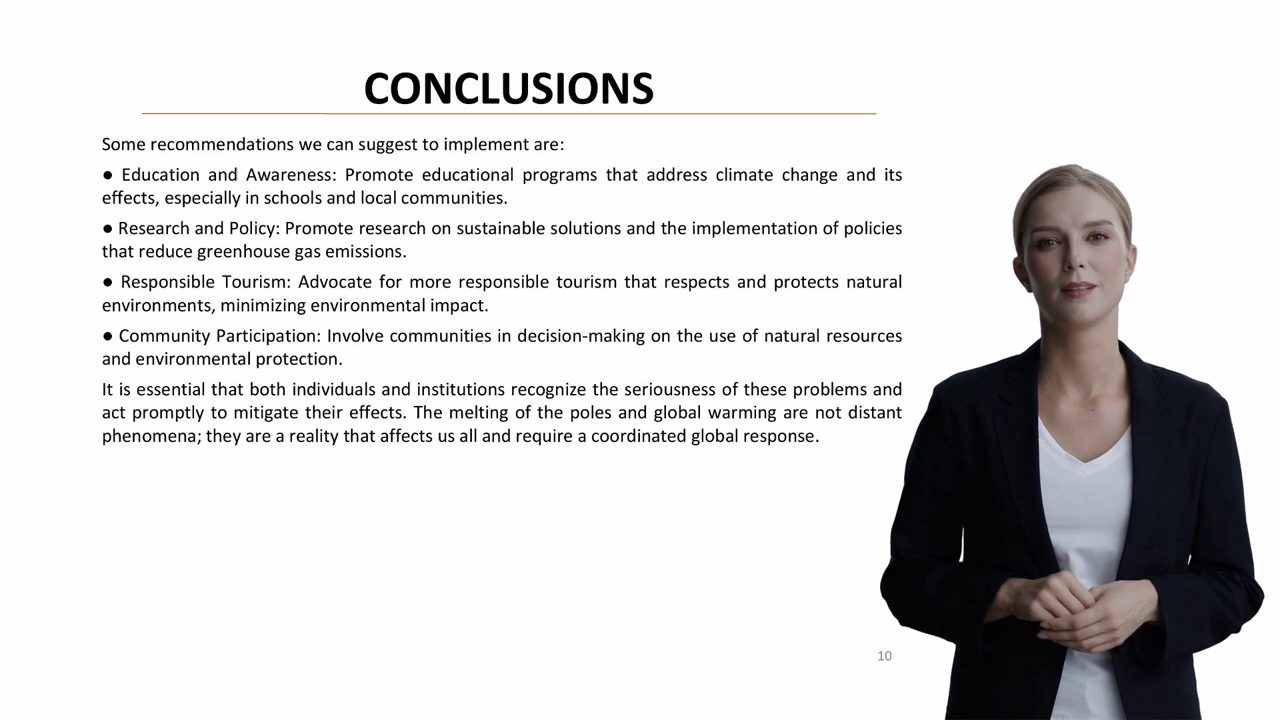 CONCLUSIONS
Some recommendations we can suggest to implement are:
● Education and Awareness: Promote educational programs that address climate change and its
effects, especially in schools and local communities.
● Research and Policy: Promote research on sustainable solutions and the implementation of policies
that reduce greenhouse gas emissions.
● Responsible Tourism: Advocate for more responsible tourism that respects and protects natural
environments, minimizing environmental impact.
● Community Participation: Involve communities in decision-making on the use of natural resources
and environmental protection.
It is essential that both individuals and institutions recognize the seriousness of these problems and
act promptly to mitigate their effects. The melting of the poles and global warming are not distant
phenomena; they are a reality that affects us all and require a coordinated global response.
10